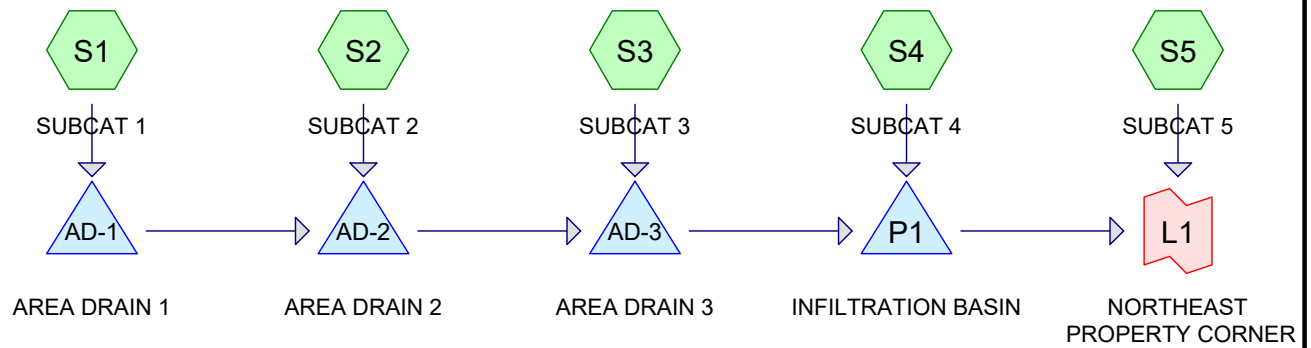 S1 S2 S3 S4 S5
SUBCAT 1 SUBCAT 2 SUBCAT 3 SUBCAT 4 SUBCAT 5
AD-1 AD-2 AD-3 P1 L1
AREA DRAIN 1 AREA DRAIN 2 AREA DRAIN 3 INFILTRATION BASIN NORTHEAST
PROPERTY CORNER